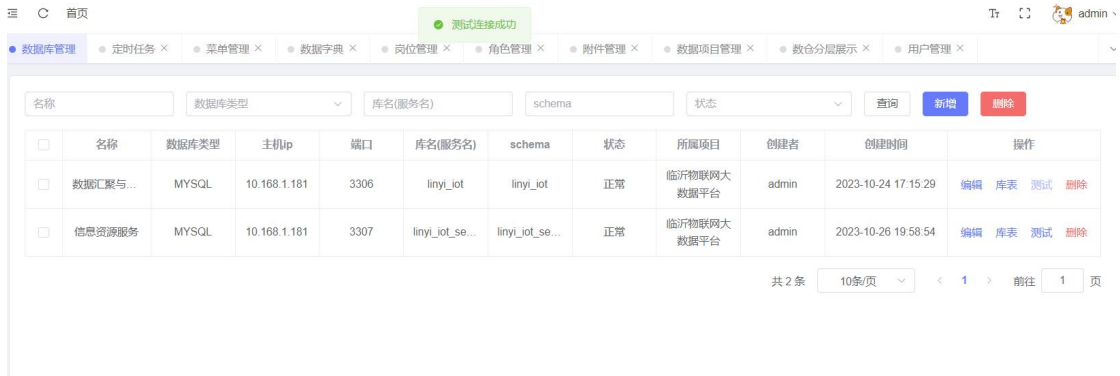 首页 测试连接成功 admin
数据库管理 定时任务 菜单管理 数据字典 岗位管理 角色管理 附件管理 数据项目管理 数仓分层展示 用户管理
名称 数据库类型 库名(服务名) schema 状态 查询 新增 删除
名称 数据库类型 主机ip 端口 库名(服务名) schema 状态 所属项目 创建者 创建时间 操作
数据汇聚与... MYSQL 10.168.1.181 3306 linyi_iot linyi_iot 正常 临沂物联网大数据平台 admin 2023-10-24 17:15:29 编辑 库表 测试 删除
信息资源服务 MYSQL 10.168.1.181 3307 linyi_iot_se... linyi_iot_se... 正常 临沂物联网大数据平台 admin 2023-10-26 19:58:54 编辑 库表 测试 删除
共 2 条 10条/页 1 前往 1 页